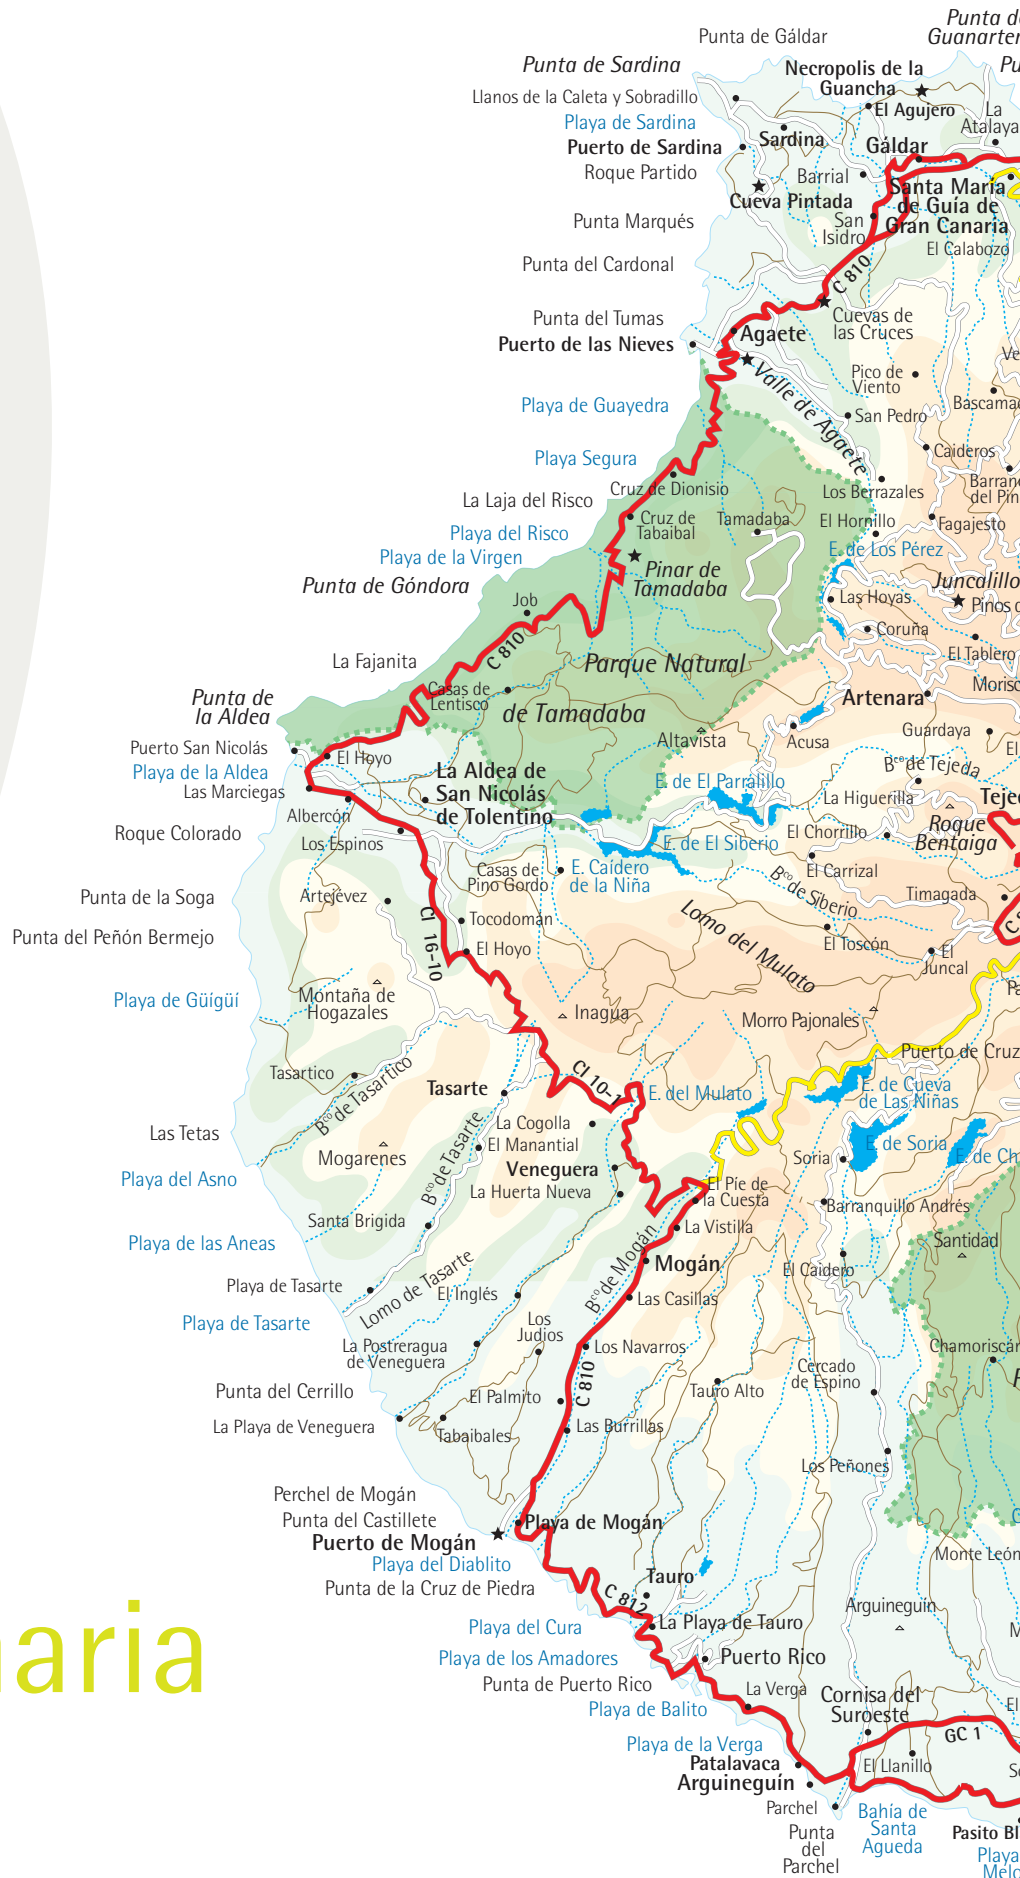 Punta de Gáldar
Punta de Sardina
Necropolis de la
Guancha
Llanos de la Caleta y Sobradillo
El Agujero
La
Atalaya
Playa de Sardina
Puerto de Sardina
Sardina
Gáldar
Roque Partido
Barrial
Cueva Pintada
Santa María
de Guía de
Gran Canaria
Punta Marqués
San
Isidro
El Calabozo
Punta del Cardonal
C 810
Punta del Tumas
Cuevas de
las Cruces
Puerto de las Nieves
Agaete
Pico de
Viento
Valle de Agaete
Playa de Guayedra
San Pedro
Playa Segura
Caideros
Cruz de Dionisio
La Laja del Risco
Los Berrazales
Cruz de
Tabaibal
Tamadaba
El Hornillo
Fagajesto
Playa del Risco
Playa de la Virgen
E. de Los Pérez
Punta de Góndora
Pinar de
Tamadaba
Juncalillo
Job
Las Hoyas
Coruña
C 810
La Fajanita
Parque Natural
de Tamadaba
El Tablero
Casas de
Lentisco
Artenara
Punta de
la Aldea
Altavista
Acusa
Guardaya
Puerto San Nicolás
El Hoyo
Playa de la Aldea
La Aldea de
San Nicolás
de Tolentino
E. de El Parralillo
Bco de Tejeda
Las Marciegas
La Higuerilla
Albercón
Roque
Bentaiga
Roque Colorado
Los Espinos
El Chorrillo
E. de El Siberio
Casas de
Pino Gordo
E. Caidero
de la Niña
El Carrizal
Bco de Siberio
Punta de la Soga
Artejévez
Timagada
Tocodomán
Lomo del Mulato
Punta del Peñón Bermejo
CI 16-10
El Hoyo
El Toscón
El
Juncal
Playa de Güigüí
Montaña de
Hogazales
Inagua
Morro Pajonales
Tasartico
Bco de Tasartico
Tasarte
CI 10-1
E. del Mulato
E. de Cueva
de Las Niñas
Las Tetas
La Cogolla
El Manantial
Mogarenes
Bco de Tasarte
Veneguera
E. de Soria
Soria
Playa del Asno
La Huerta Nueva
El Pie de
la Cuesta
Santa Brigida
Barranquillo Andrés
Playa de las Aneas
La Vistilla
Santidad
Mogán
El Caidero
Bco de Mogán
Playa de Tasarte
Lomo de Tasarte
El Inglés
Las Casillas
Playa de Tasarte
Los
Judios
La Postreragua
de Veneguera
Los Navarros
Cercado
de Espino
Punta del Cerrillo
El Palmito
C 810
Tauro Alto
La Playa de Veneguera
Tabaibales
Las Burrillas
Los Peñones
Perchel de Mogán
Punta del Castillete
Playa de Mogán
Puerto de Mogán
Playa del Diablito
Monte León
Punta de la Cruz de Piedra
Tauro
C 812
Arguineguín
Playa del Cura
La Playa de Tauro
Playa de los Amadores
Puerto Rico
Punta de Puerto Rico
La Verga
Cornisa del
Suroeste
Playa de Balito
GC 1
Playa de la Verga
Patalavaca
El Llanillo
Arguineguín
Parchel
Bahía de
Santa
Agueda
Punta
del
Parchel
naria